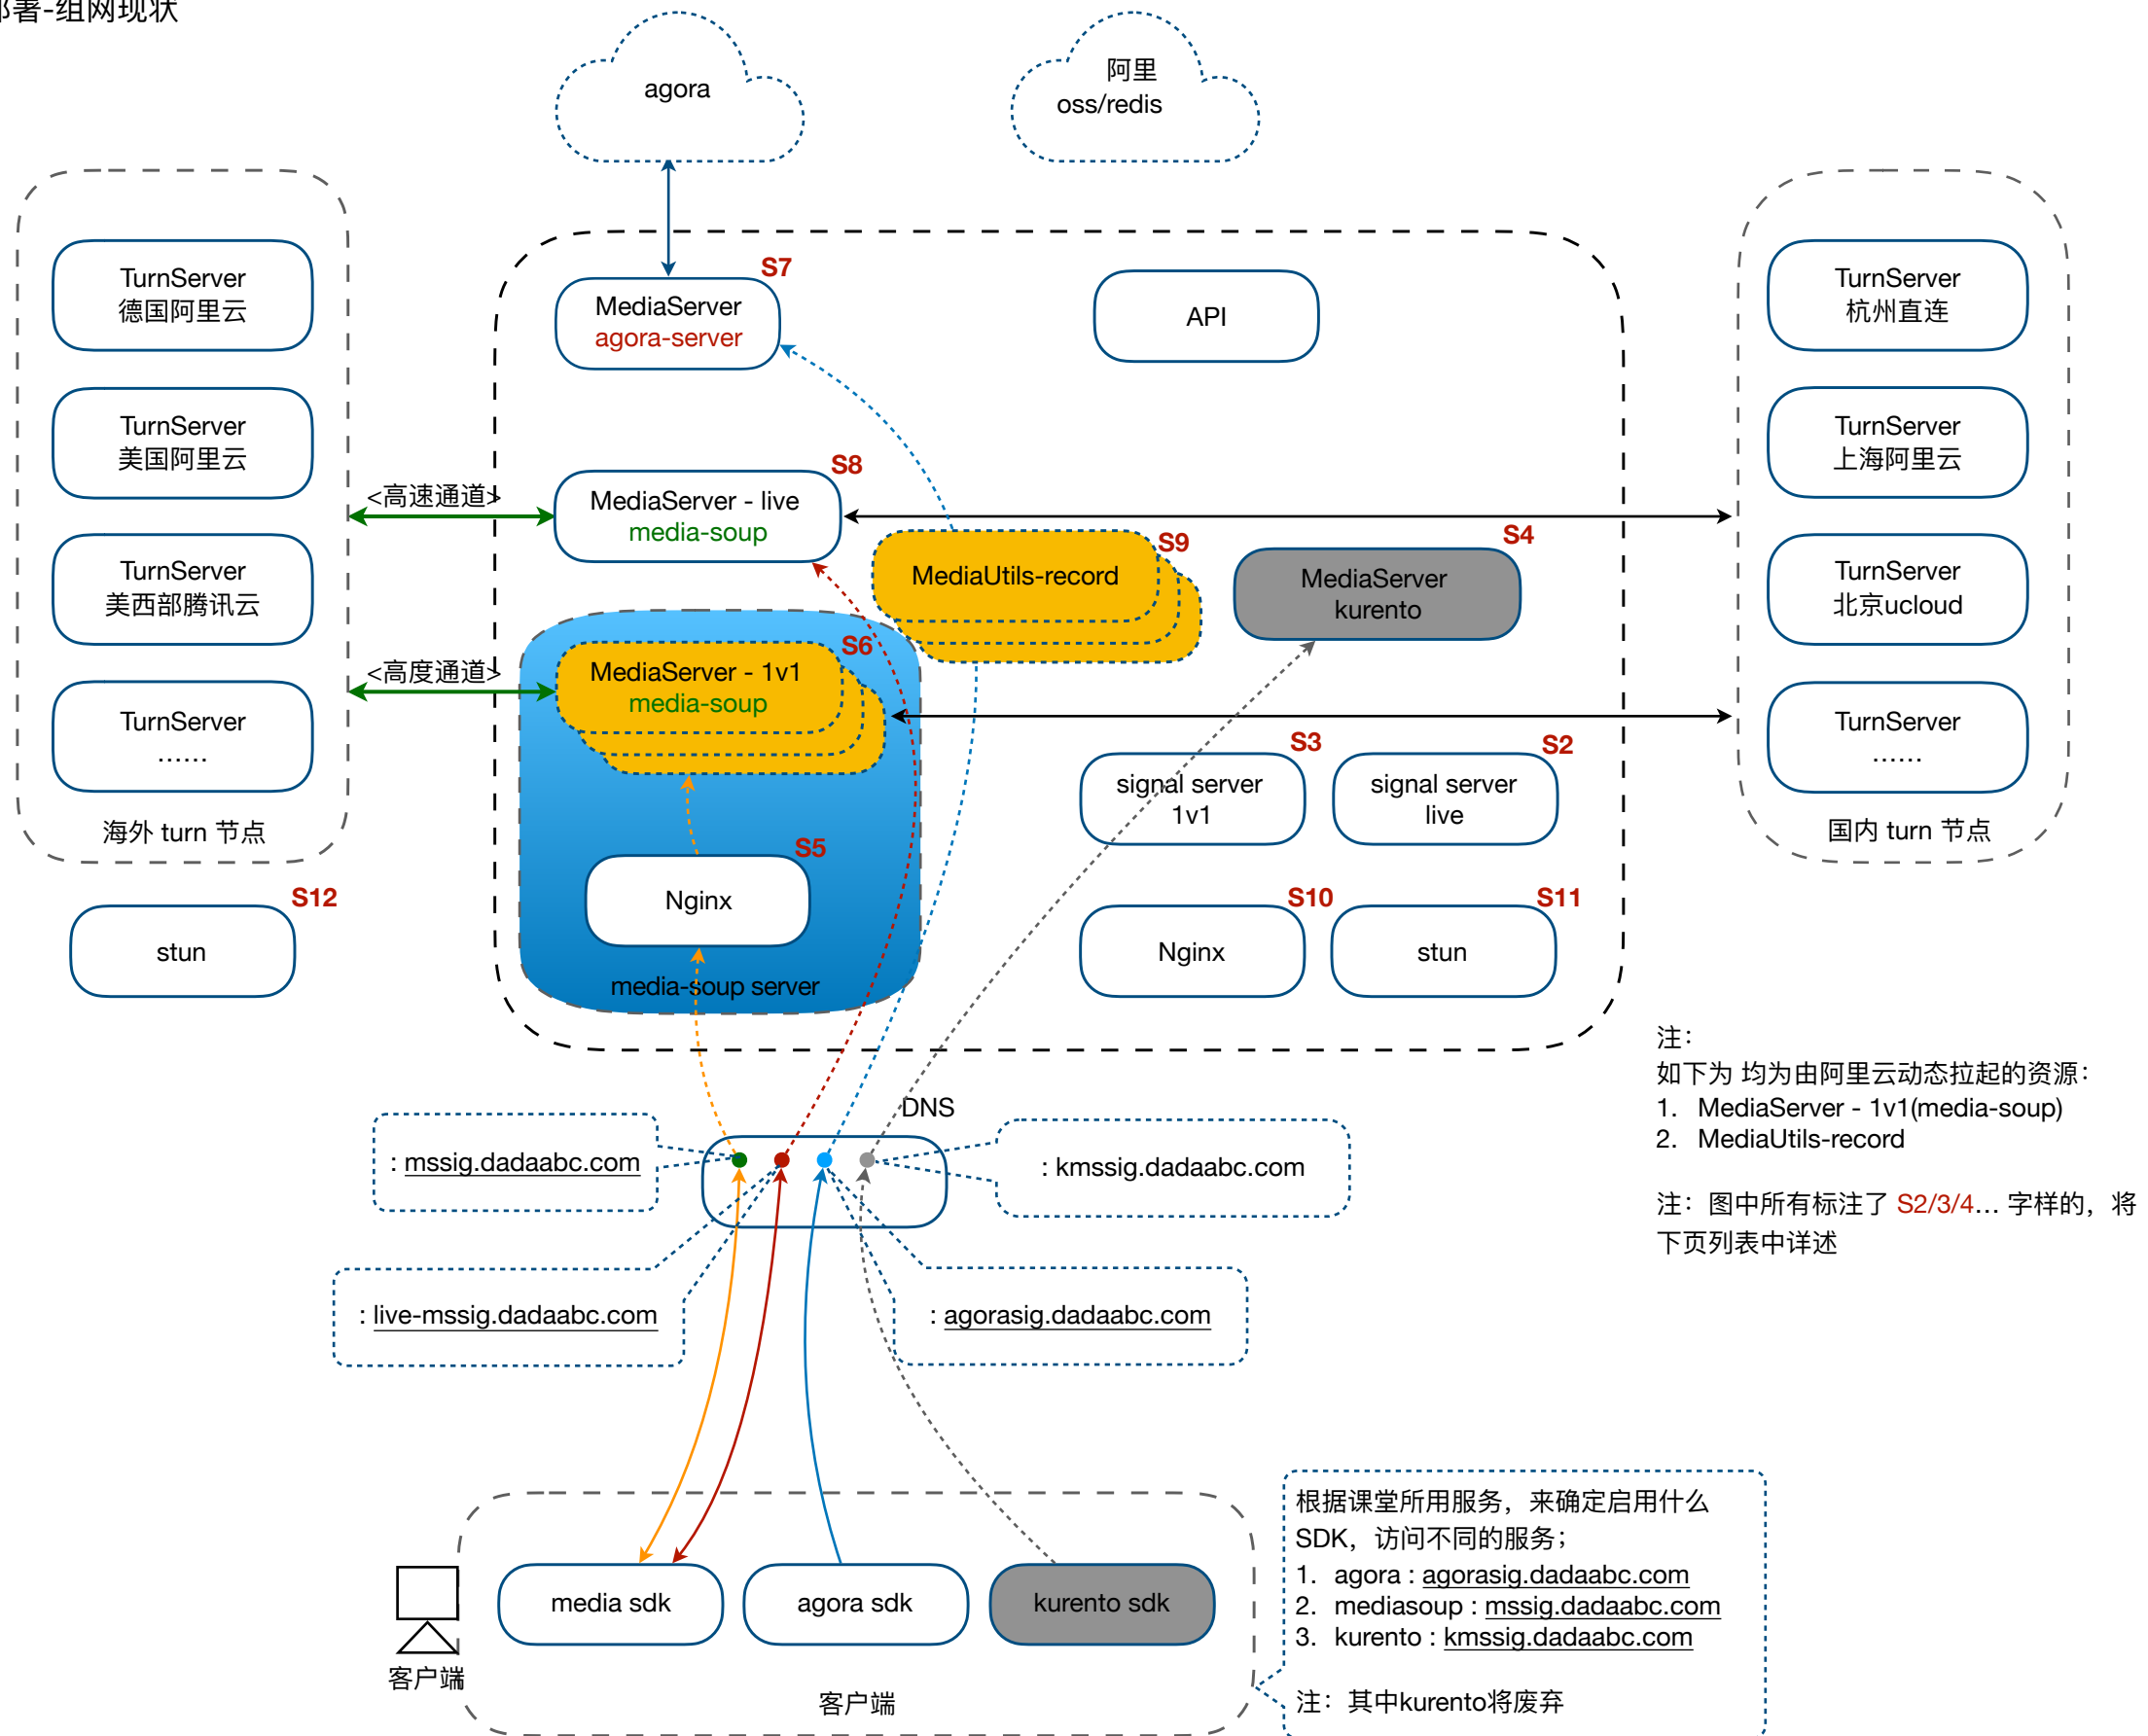 署-组网现状
agora
阿里
oss/redis
TurnServer
德国阿里云
TurnServer
美国阿里云
TurnServer
美西部腾讯云
TurnServer
......
海外 turn 节点
S12
stun
<高速通道>
<高度通道>
S7
MediaServer
agora-server
API
S8
MediaServer - live
media-soup
S9
MediaUtils-record
S4
MediaServer
kurento
S6
MediaServer - 1v1
media-soup
S5
Nginx
media-soup server
S3
signal server
1v1
S2
signal server
live
S10
Nginx
S11
stun
TurnServer
杭州直连
TurnServer
上海阿里云
TurnServer
北京ucloud
TurnServer
......
国内 turn 节点
注：
如下为 均为由阿里云动态拉起的资源：
1. MediaServer - 1v1(media-soup)
2. MediaUtils-record
注：图中所有标注了 S2/3/4... 字样的，将
下页列表中详述
DNS
: mssig.dadaabc.com
: kmssig.dadaabc.com
: live-mssig.dadaabc.com
: agorasig.dadaabc.com
media sdk
agora sdk
kurento sdk
客户端
客户端
根据课堂所用服务，来确定启用什么
SDK，访问不同的服务；
1. agora : agorasig.dadaabc.com
2. mediasoup : mssig.dadaabc.com
3. kurento : kmssig.dadaabc.com
注：其中kurento将废弃